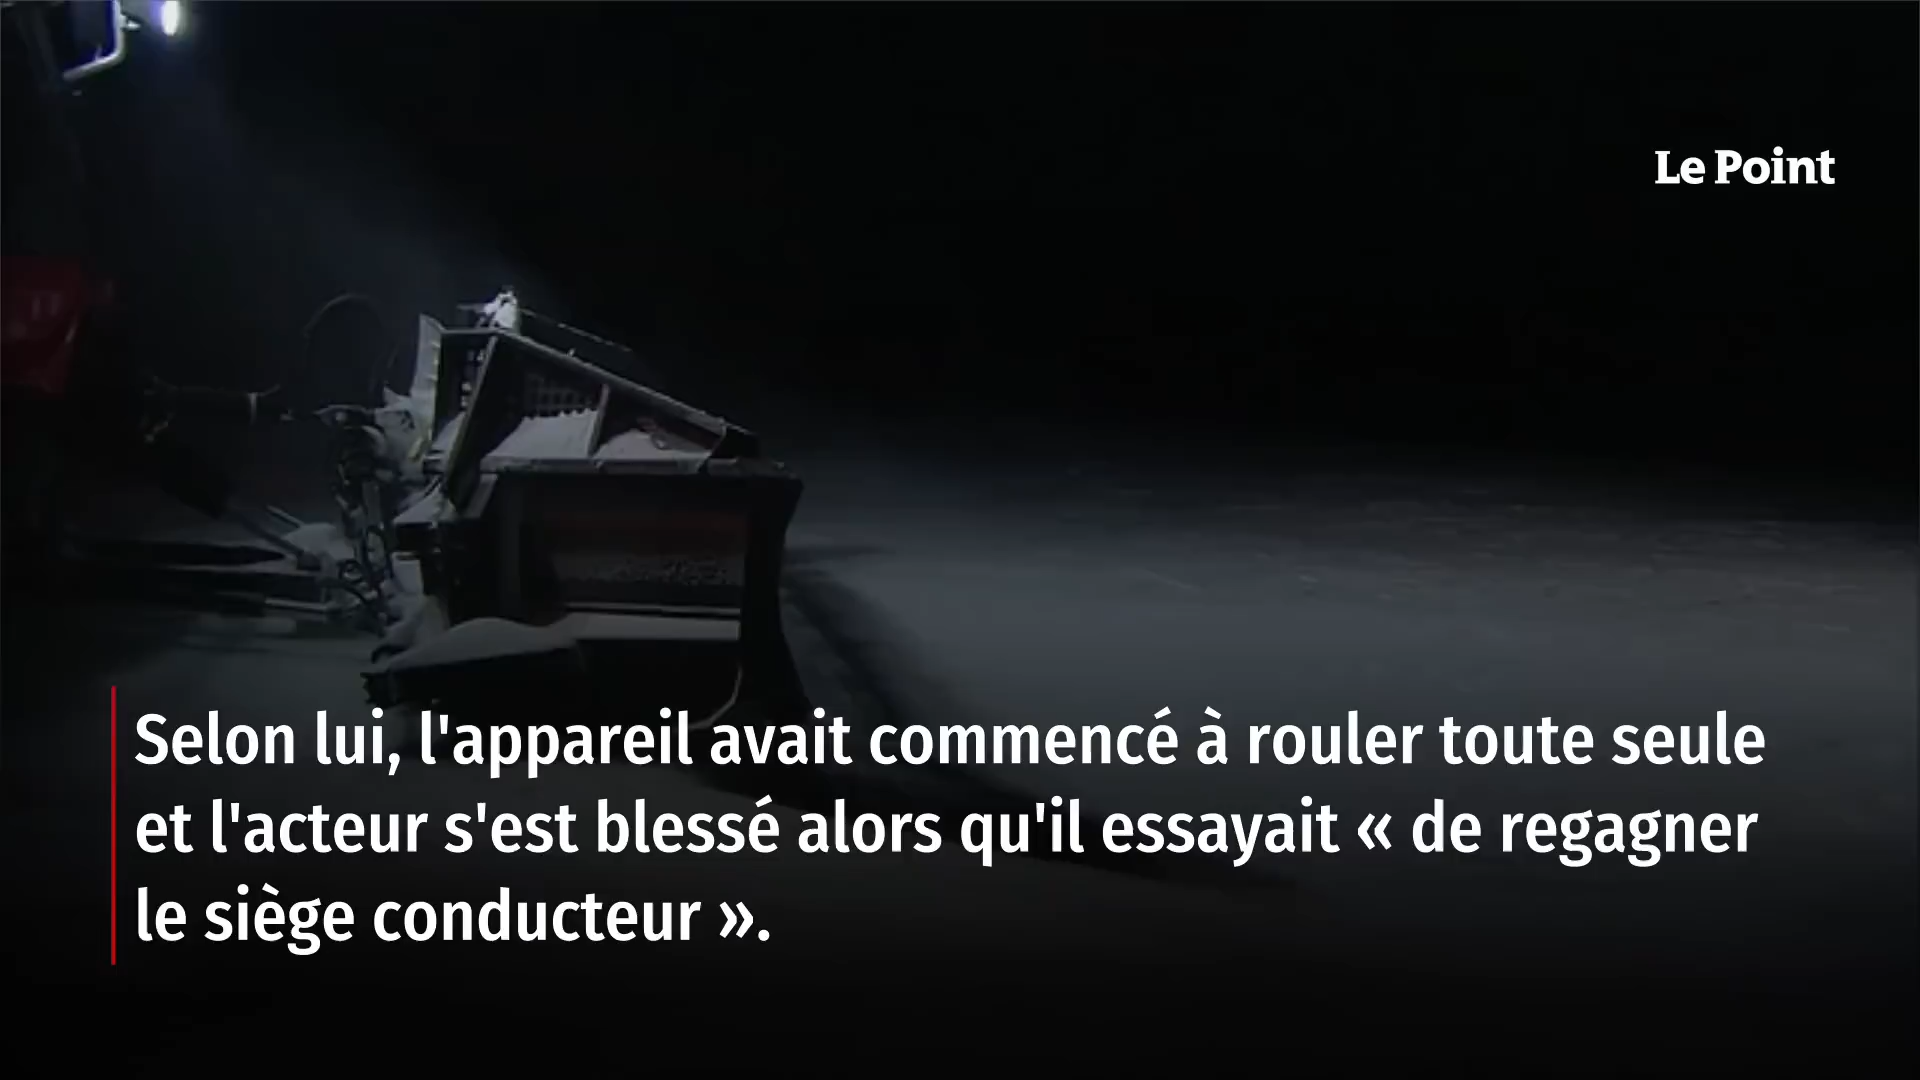 Le Point
Selon lui, l'appareil avait commencé à rouler toute seule
et l'acteur s'est blessé alors qu'il essayait « de regagner
le siège conducteur ».